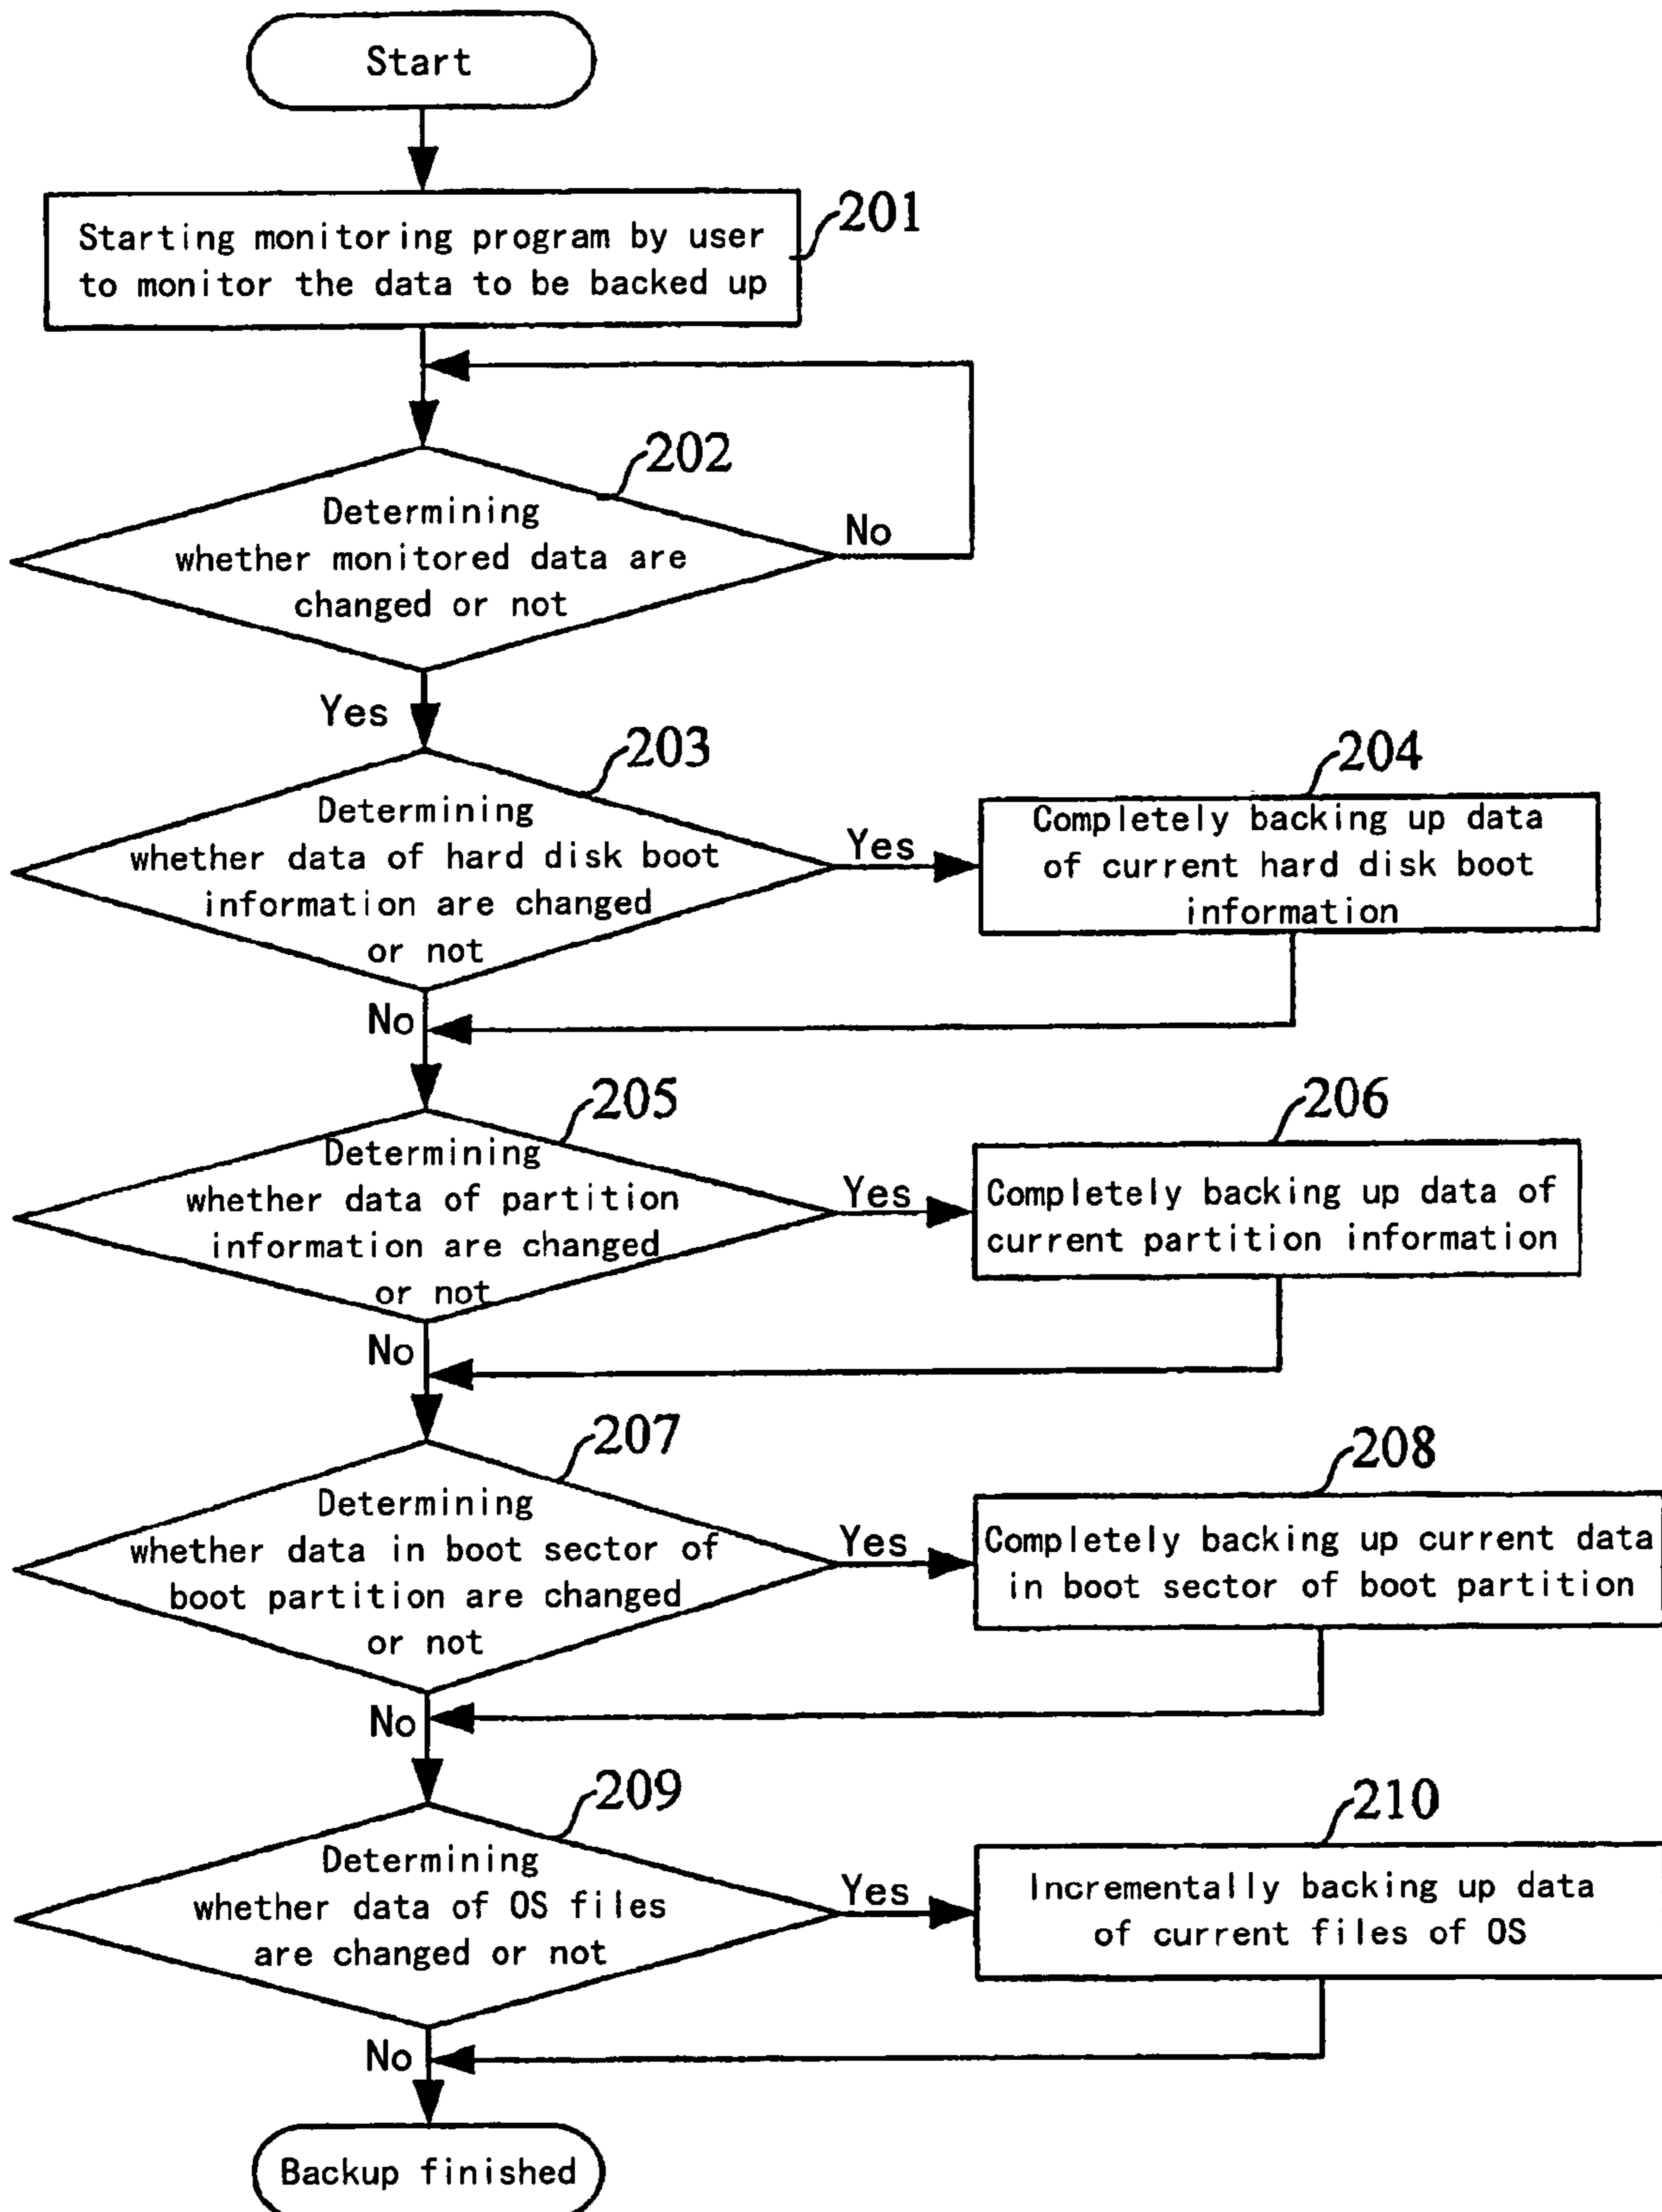 Start
201
Starting monitoring program by user
to monitor the data to be backed up
202
Determining
whether monitored data are
changed or not
No
Yes
203
Determining
whether data of hard disk boot
information are changed
or not
Yes
204
Completely backing up data
of current hard disk boot
information
No
205
Determining
whether data of partition
information are changed
or not
Yes
206
Completely backing up data of
current partition information
No
207
Determining
whether data in boot sector of
boot partition are changed
or not
Yes
208
Completely backing up current data
in boot sector of boot partition
No
209
Determining
whether data of OS files
are changed or not
Yes
210
Incrementally backing up data
of current files of OS
No
Backup finished